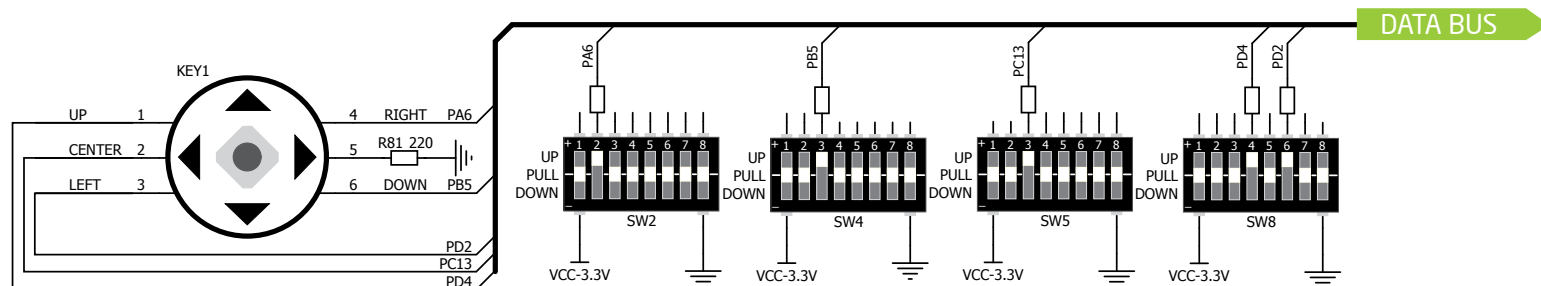 DATA BUS
KEY1
UP 1
CENTER 2
LEFT 3
4 RIGHT PA6
5 R81 220
6 DOWN PB5
PD2
PC13
PD4
PA6
+ 1 2 3 4 5 6 7 8
UP
PULL
DOWN
_
SW2
VCC-3.3V
PB5
+ 1 2 3 4 5 6 7 8
UP
PULL
DOWN
_
SW4
VCC-3.3V
PC13
+ 1 2 3 4 5 6 7 8
UP
PULL
DOWN
_
SW5
VCC-3.3V
PD4 PD2
+ 1 2 3 4 5 6 7 8
UP
PULL
DOWN
_
SW8
VCC-3.3V